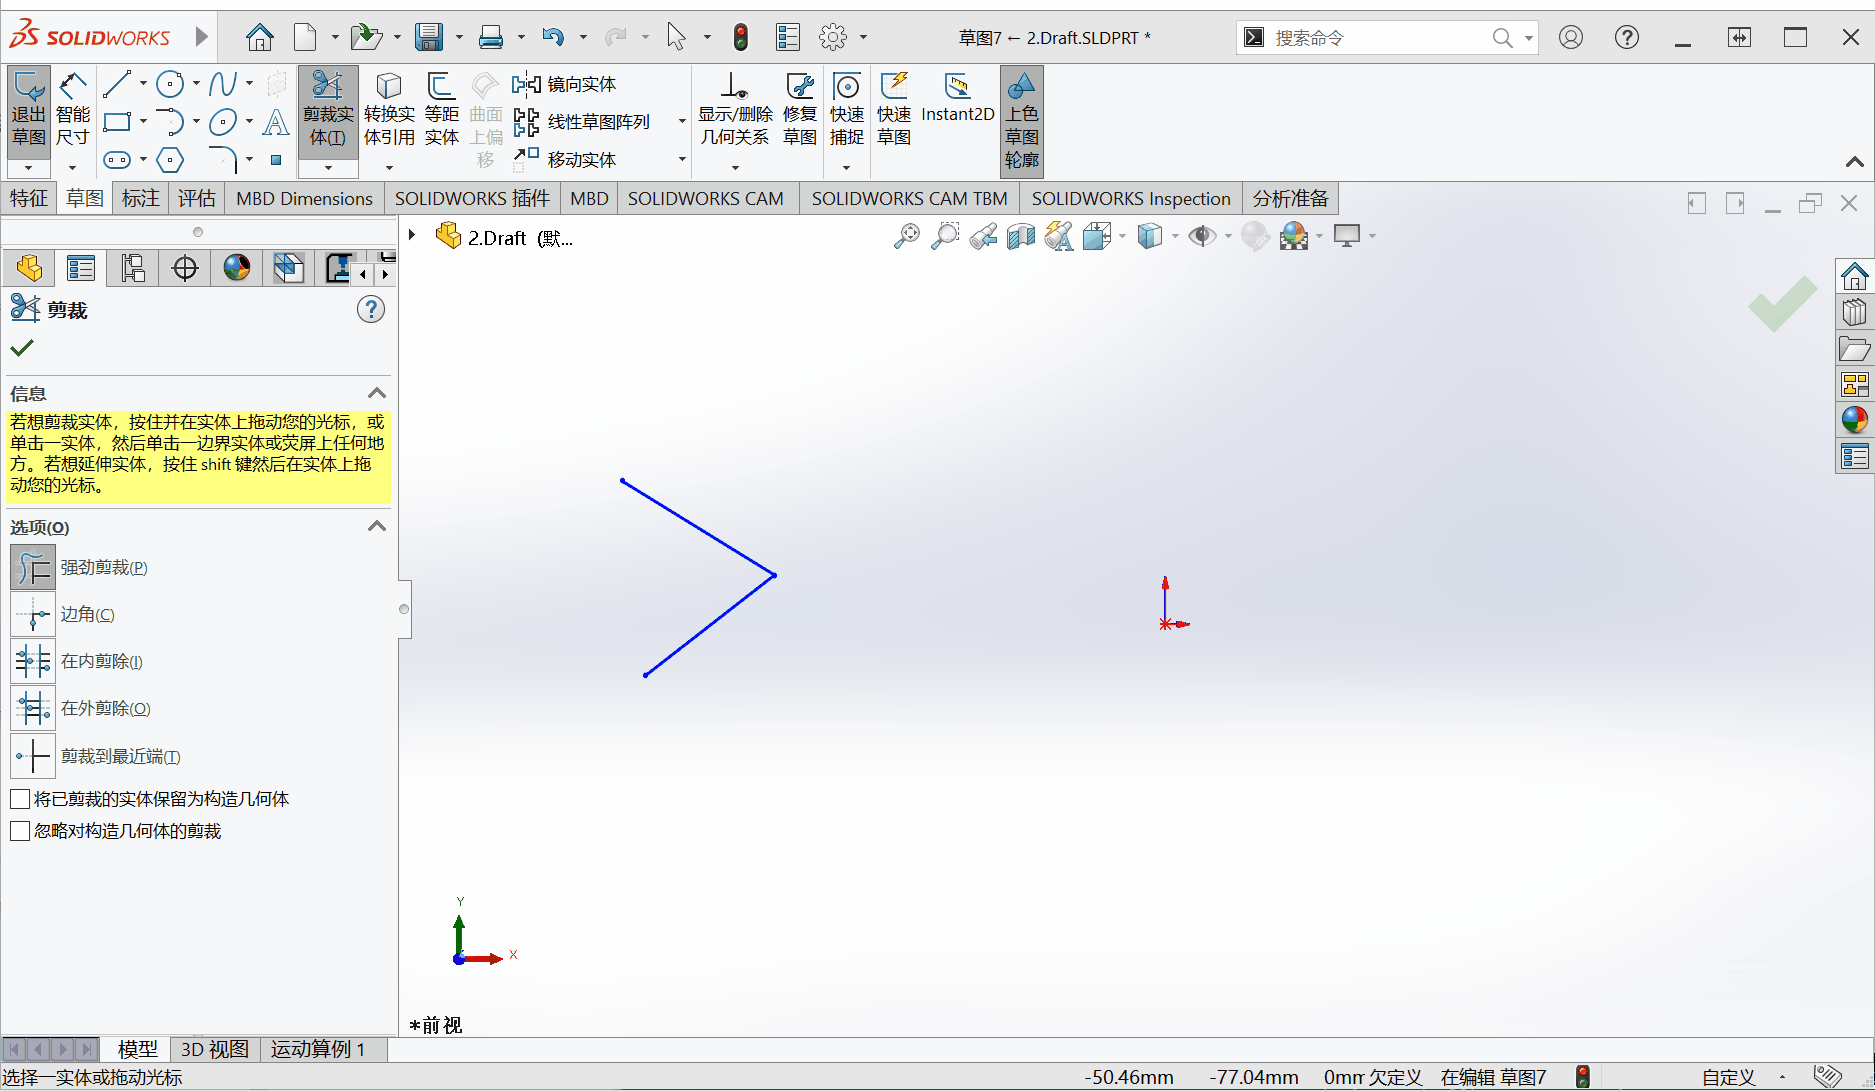 SOLIDWORKS
草图7 ← 2.Draft.SLDPRT *
搜索命令
退出草图
智能尺寸
剪裁实体(T)
转换实体引用
等距实体
曲面上偏移
镜向实体
线性草图阵列
移动实体
显示/删除几何关系
修复草图
快速捕捉
快速草图
Instant2D
上色草图轮廓
特征
草图
标注
评估
MBD Dimensions
SOLIDWORKS 插件
MBD
SOLIDWORKS CAM
SOLIDWORKS CAM TBM
SOLIDWORKS Inspection
分析准备
2.Draft (默...
剪裁
信息
若想剪裁实体，按住并在实体上拖动您的光标，或
单击一实体，然后单击一边界实体或荧屏上任何地
方。若想延伸实体，按住 shift 键然后在实体上拖
动您的光标。
选项(O)
强劲剪裁(P)
边角(C)
在内剪除(I)
在外剪除(O)
剪裁到最近端(T)
将已剪裁的实体保留为构造几何体
忽略对构造几何体的剪裁
Y
X
*前视
模型
3D 视图
运动算例 1
选择一实体或拖动光标
-50.46mm
-77.04mm
0mm 欠定义
在编辑 草图7
自定义